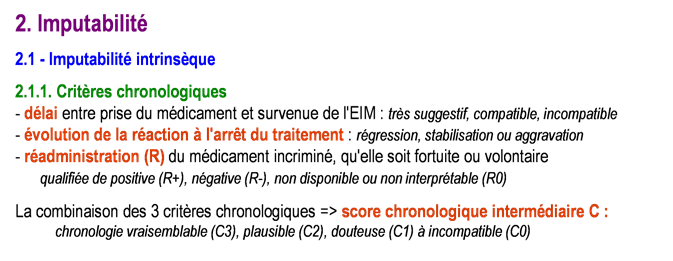 2. Imputabilité
2.1 - Imputabilité intrinsèque
2.1.1. Critères chronologiques
- délai entre prise du médicament et survenue de l'EIM : très suggestif, compatible, incompatible
- évolution de la réaction à l'arrêt du traitement : régression, stabilisation ou aggravation
- réadministration (R) du médicament incriminé, qu'elle soit fortuite ou volontaire
qualifiée de positive (R+), négative (R-), non disponible ou non interprétable (R0)
La combinaison des 3 critères chronologiques => score chronologique intermédiaire C :
chronologie vraisemblable (C3), plausible (C2), douteuse (C1) à incompatible (C0)